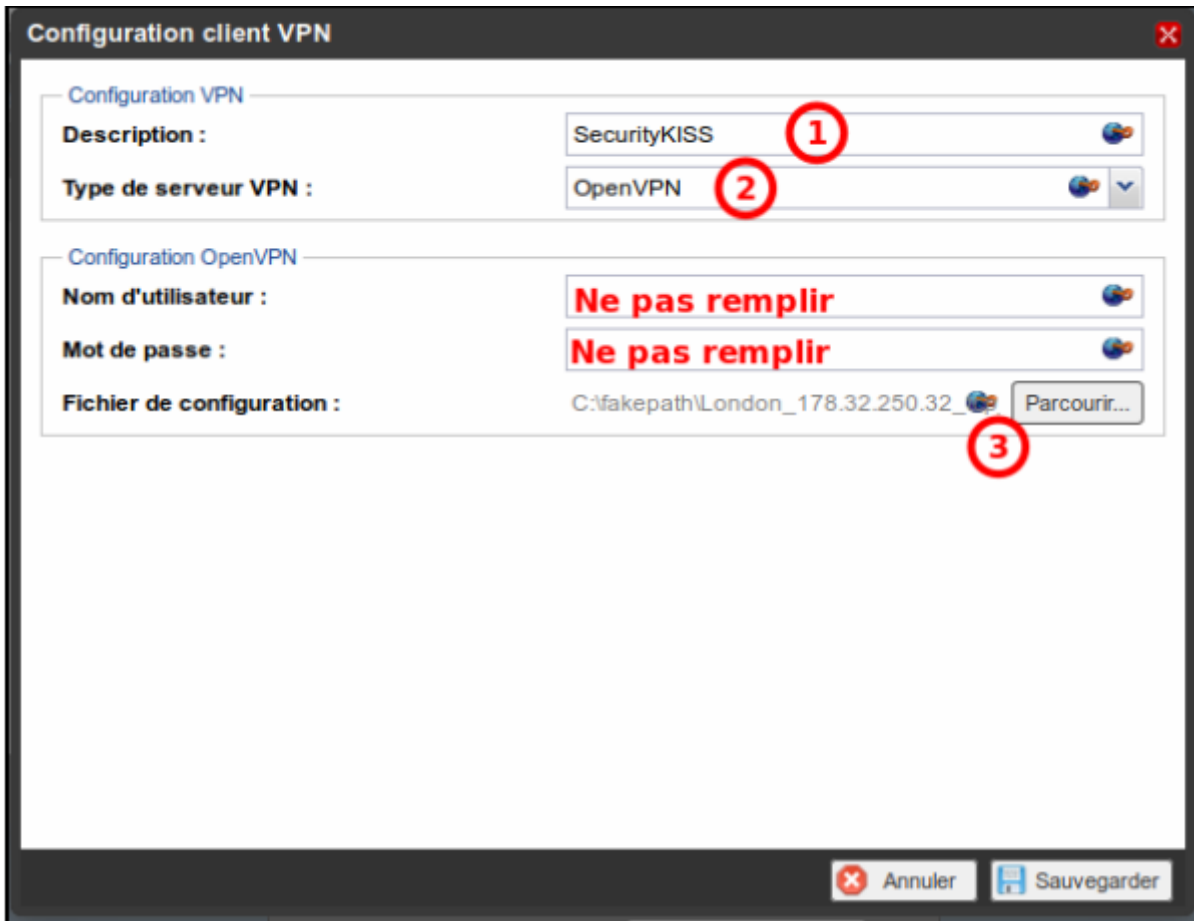 Configuration client VPN
Configuration VPN
Description : SecurityKISS 1
Type de serveur VPN : OpenVPN 2
Configuration OpenVPN
Nom d'utilisateur : Ne pas remplir
Mot de passe : Ne pas remplir
Fichier de configuration : C:\fakepath\London_178.32.250.32_ Parcourir...
3
Annuler Sauvegarder